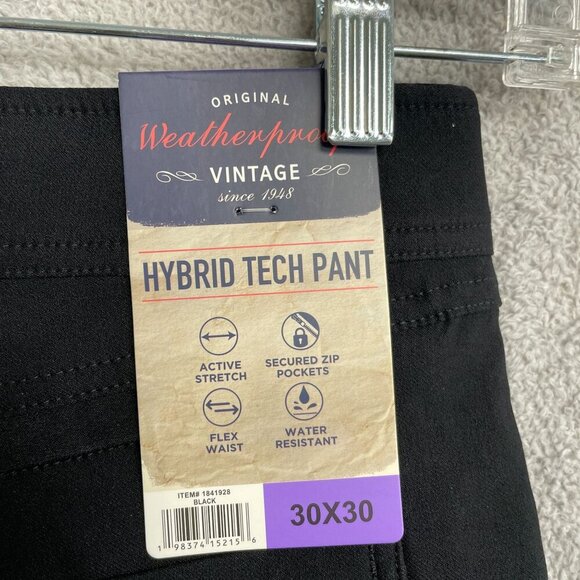 ORIGINAL
Weatherproof
VINTAGE
since 1948
HYBRID TECH PANT
ACTIVE
STRETCH
SECURED ZIP
POCKETS
FLEX
WAIST
WATER
RESISTANT
ITEM# 1841928
BLACK
1 98374 15215 6
30X30